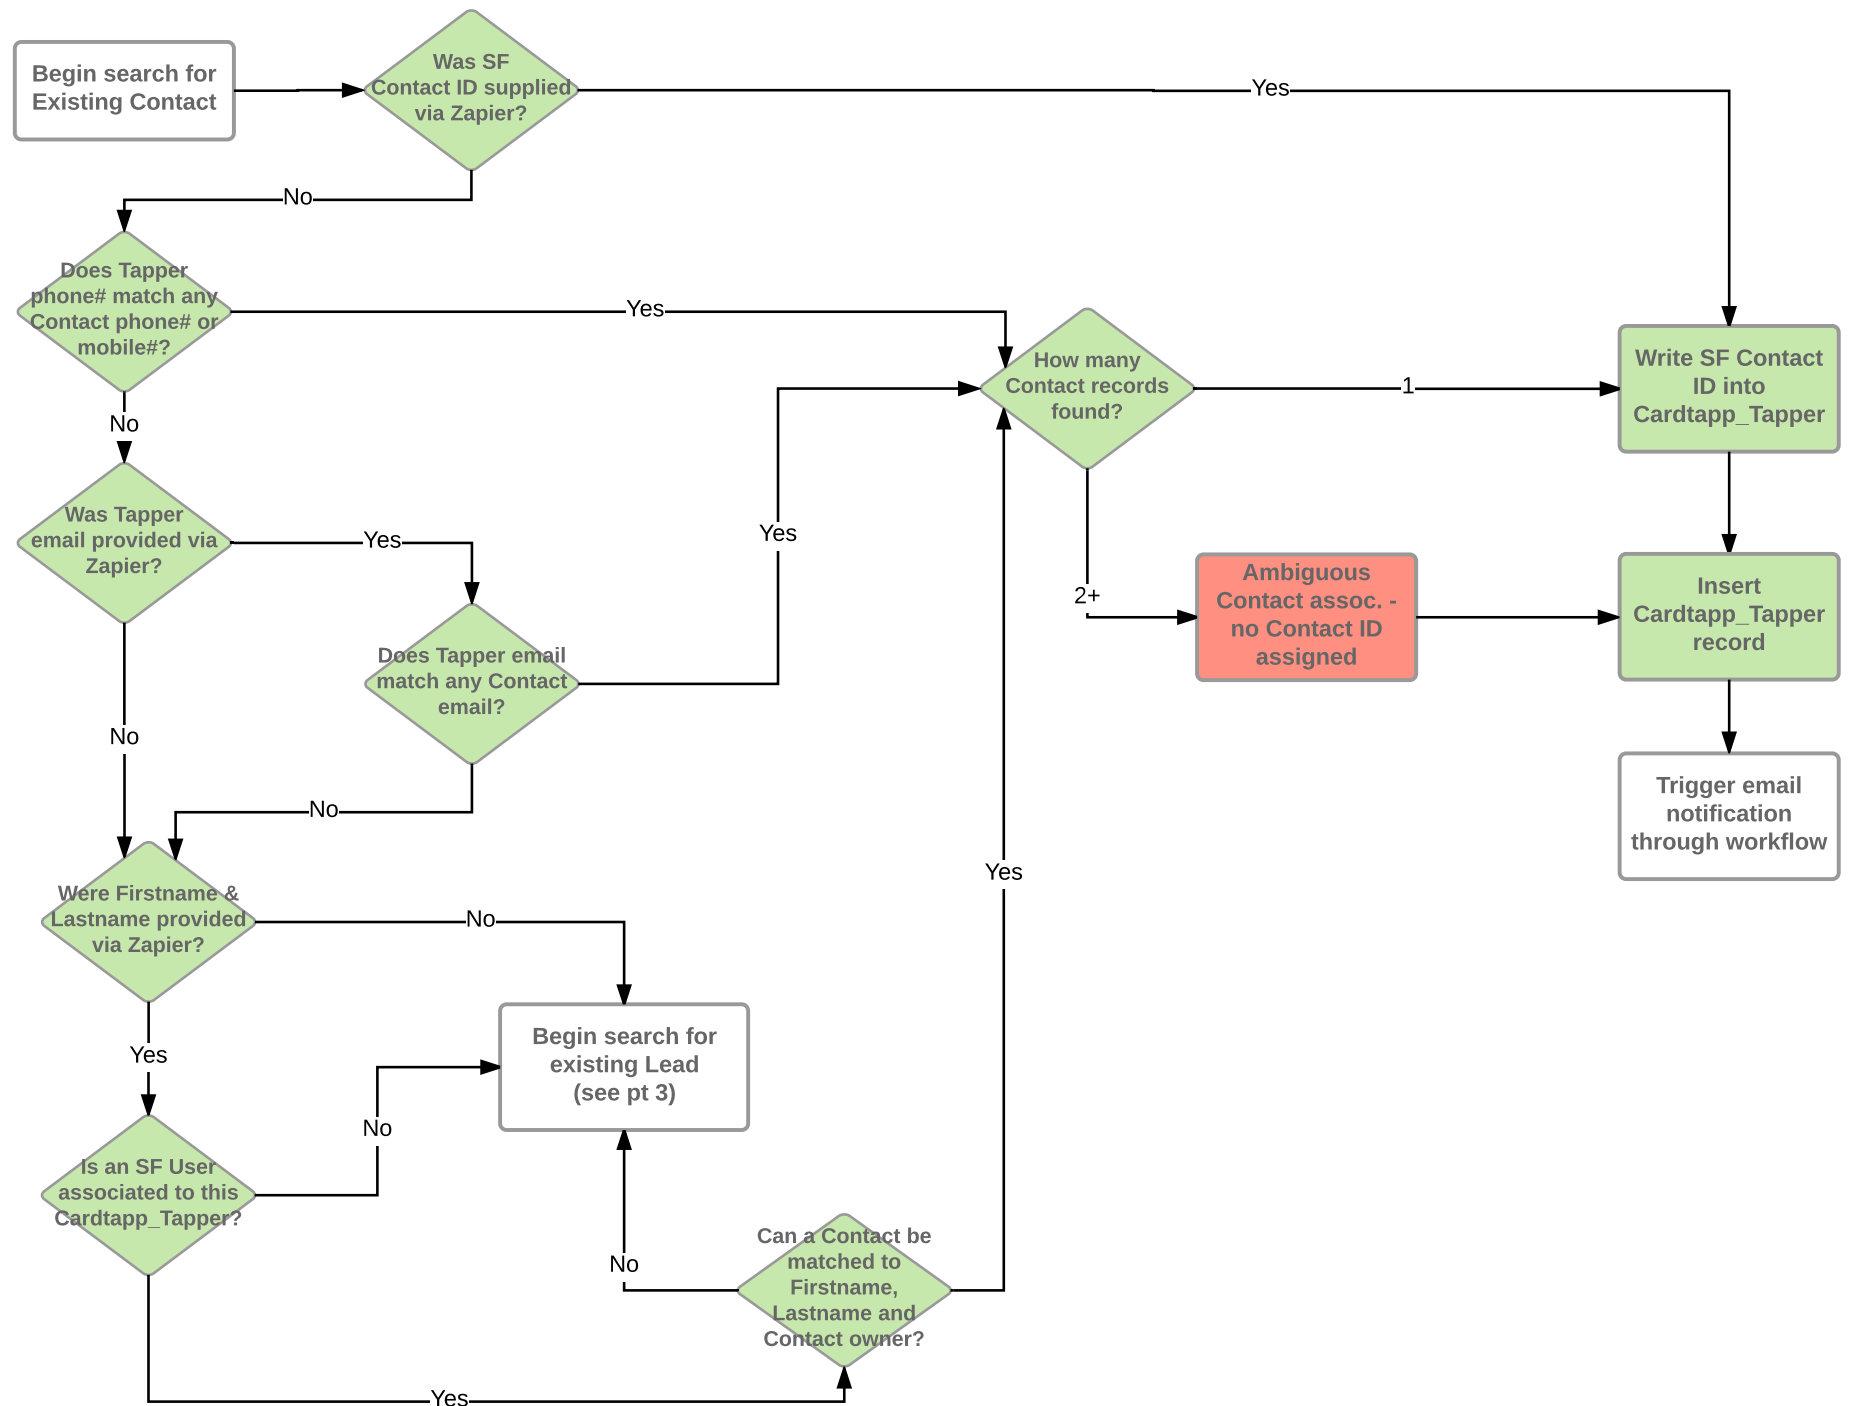 Begin search for
Existing Contact
Was SF
Contact ID supplied
via Zapier?
Yes
No
Does Tapper
phone# match any
Contact phone# or
mobile#?
Yes
No
How many
Contact records
found?
1
2+
Write SF Contact
ID into
Cardtapp_Tapper
Was Tapper
email provided via
Zapier?
Yes
No
Does Tapper email
match any Contact
email?
Yes
No
Ambiguous
Contact assoc. -
no Contact ID
assigned
Insert
Cardtapp_Tapper
record
Trigger email
notification
through workflow
Were Firstname &
Lastname provided
via Zapier?
No
Yes
Begin search for
existing Lead
(see pt 3)
Is an SF User
associated to this
Cardtapp_Tapper?
No
Yes
Can a Contact be
matched to
Firstname,
Lastname and
Contact owner?
No
Yes